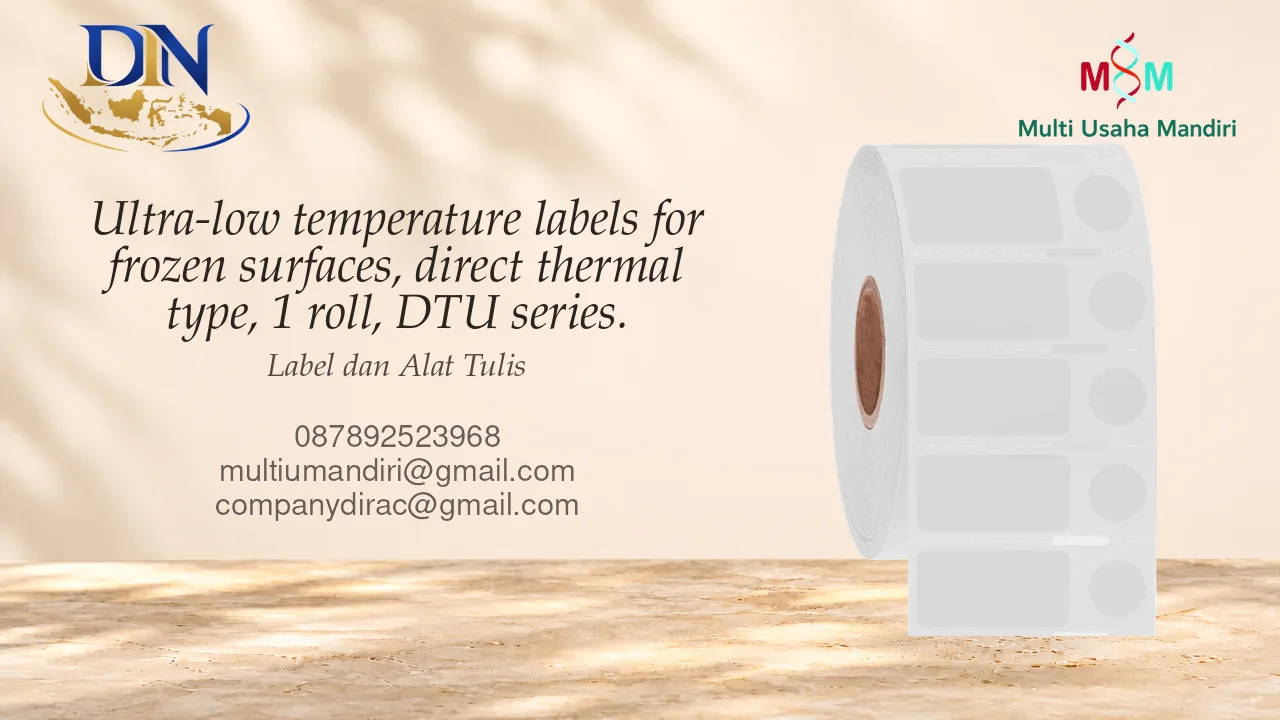 DIN
M M
Multi Usaha Mandiri
Ultra-low temperature labels for
frozen surfaces, direct thermal
type, 1 roll, DTU series.
Label dan Alat Tulis
087892523968
multiumandiri@gmail.com
companydirac@gmail.com